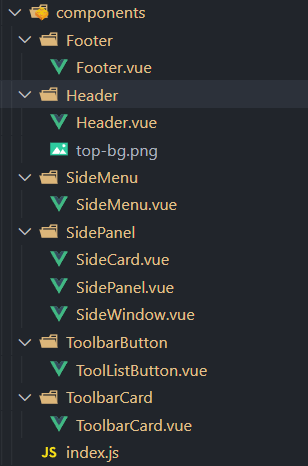 components
Footer
Footer.vue
Header
Header.vue
top-bg.png
SideMenu
SideMenu.vue
SidePanel
SideCard.vue
SidePanel.vue
SideWindow.vue
ToolbarButton
ToolListButton.vue
ToolbarCard
ToolbarCard.vue
JS index.js